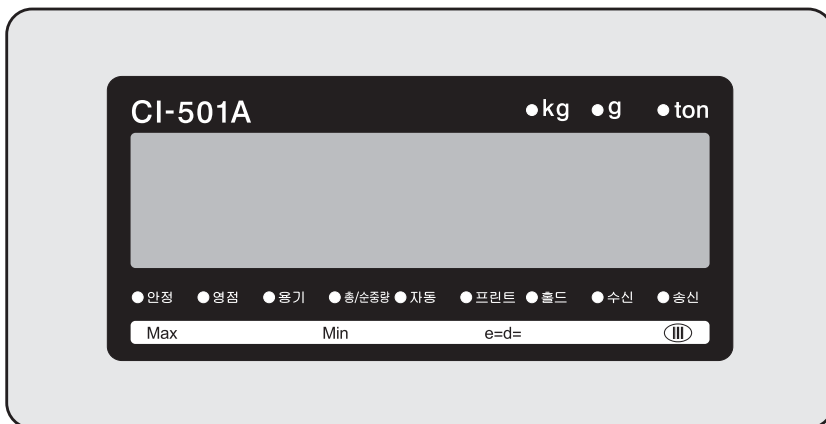 CI-501A ●kg ●g ●ton
●안정 ●영점 ●용기 ●총/순중량 ●자동 ●프린트 ●홀드 ●수신 ●송신
Max Min e=d= III